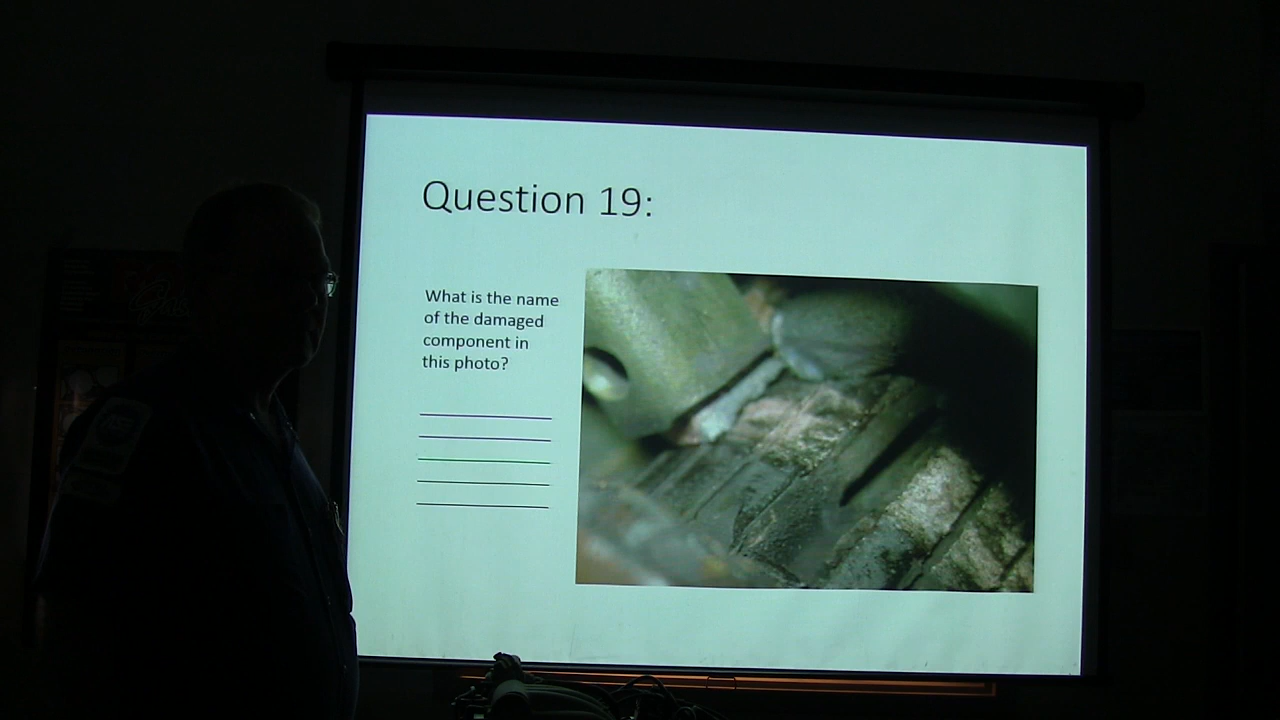 Question 19:
What is the name
of the damaged
component in
this photo?